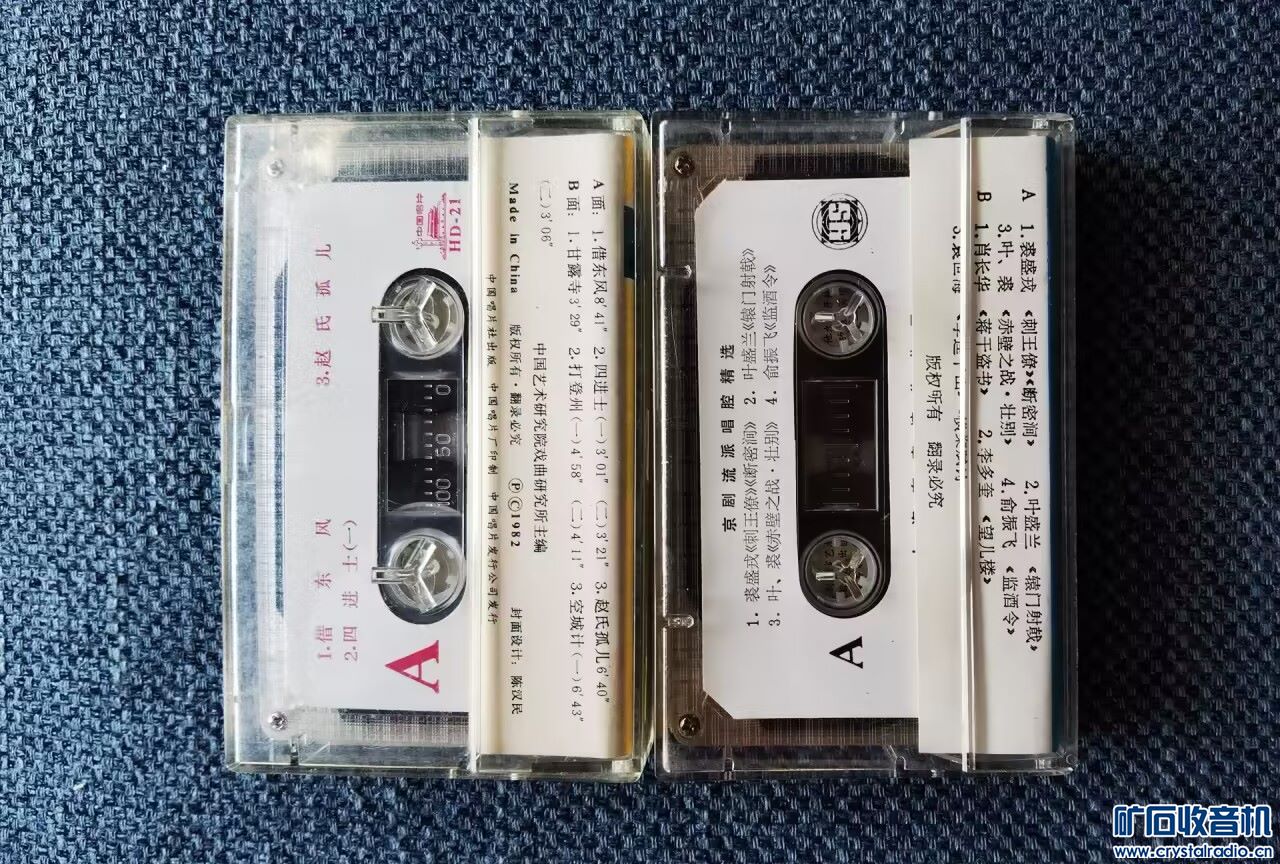 中国唱片
HD-21
A
1.借 东 风
2.四 进 士(一)
3.赵 氏 孤 儿
A 面：1.借东风8′41″ 2.四进士(一)3′01″ (二)3′21″ 3.赵氏孤儿6′40″
B 面：1.甘露寺3′29″ 2.打登州(一)4′58″ (二)4′11″ 3.空城计(一)6′43″
(二)3′06″
中国艺术研究院戏曲研究所主编
Made in China 版权所有·翻录必究 ℗©1982 封面设计：陈汉民
中国唱片社出版 中国唱片厂印制 中国唱片发行公司发行
0 50 100
京剧流派唱腔精选
1. 裘盛戎《刺王僚》《断密涧》 2. 叶盛兰《辕门射戟》
3. 叶、裘《赤壁之战·壮别》 4. 俞振飞《监酒令》
A
A 1.裘盛戎 《刺王僚》《断密涧》 2.叶盛兰 《辕门射戟》
3.叶、裘 《赤壁之战·壮别》 4.俞振飞 《监酒令》
B 1.肖长华 《蒋干盗书》 2.李多奎 《望儿楼》
版权所有 翻录必究
矿石收音机
www.crystalradio.cn